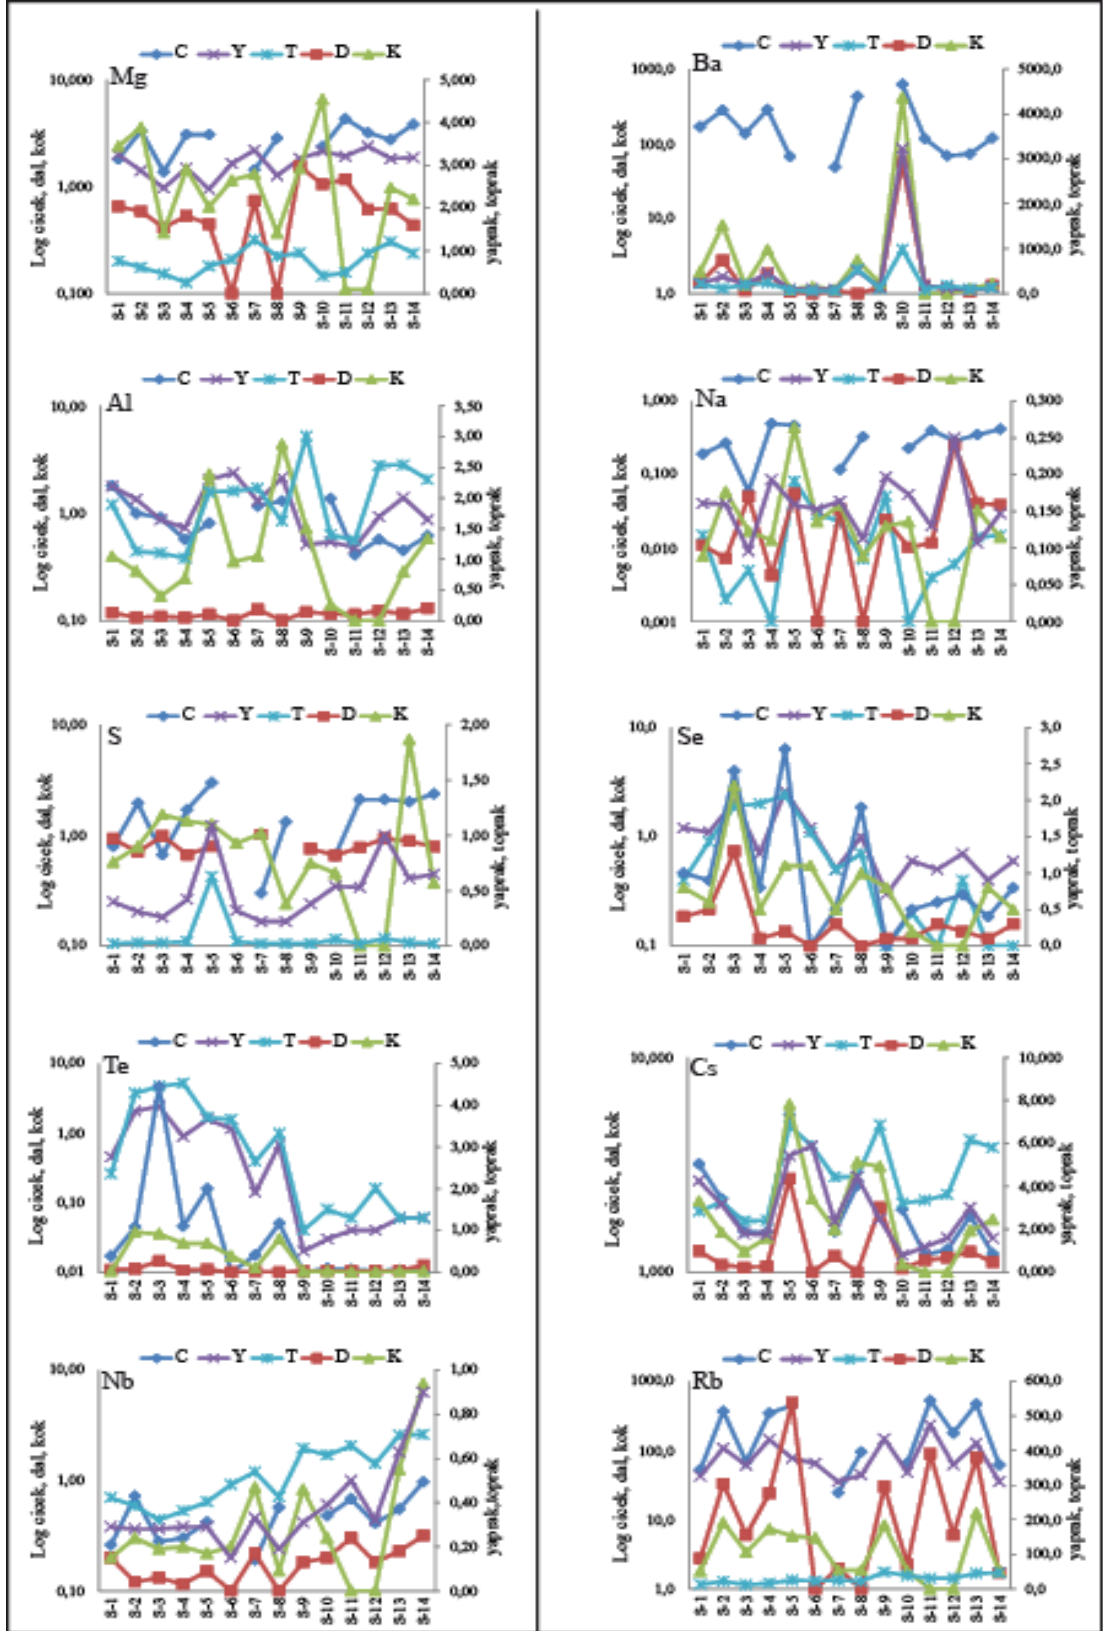 C Y T D K
Mg
10,000
1,000
0,100
5,000
4,000
3,000
2,000
1,000
0,000
Log cicek, dal, kok
yaprak, toprak
S-1 S-2 S-3 S-4 S-5 S-6 S-7 S-8 S-9 S-10 S-11 S-12 S-13 S-14
C Y T D K
Ba
1000,0
100,0
10,0
1,0
5000,0
4000,0
3000,0
2000,0
1000,0
0,0
Log cicek, dal, kok
yaprak, toprak
S-1 S-2 S-3 S-4 S-5 S-6 S-7 S-8 S-9 S-10 S-11 S-12 S-13 S-14
C Y T D K
Al
10,00
1,00
0,10
3,50
3,00
2,50
2,00
1,50
1,00
0,50
0,00
Log cicek, dal, kok
yaprak, toprak
S-1 S-2 S-3 S-4 S-5 S-6 S-7 S-8 S-9 S-10 S-11 S-12 S-13 S-14
C Y T D K
Na
1,000
0,100
0,010
0,001
0,300
0,250
0,200
0,150
0,100
0,050
0,000
Log cicek, dal, kok
yaprak, toprak
S-1 S-2 S-3 S-4 S-5 S-6 S-7 S-8 S-9 S-10 S-11 S-12 S-13 S-14
C Y T D K
S
10,00
1,00
0,10
2,00
1,50
1,00
0,50
0,00
Log cicek, dal, kok
yaprak, toprak
S-1 S-2 S-3 S-4 S-5 S-6 S-7 S-8 S-9 S-10 S-11 S-12 S-13 S-14
C Y T D K
Se
10,0
1,0
0,1
3,0
2,5
2,0
1,5
1,0
0,5
0,0
Log cicek, dal, kok
yaprak, toprak
S-1 S-2 S-3 S-4 S-5 S-6 S-7 S-8 S-9 S-10 S-11 S-12 S-13 S-14
C Y T D K
Te
10,00
1,00
0,10
0,01
5,00
4,00
3,00
2,00
1,00
0,00
Log cicek, dal, kok
yaprak, toprak
S-1 S-2 S-3 S-4 S-5 S-6 S-7 S-8 S-9 S-10 S-11 S-12 S-13 S-14
C Y T D K
Cs
10,000
1,000
10,000
8,000
6,000
4,000
2,000
0,000
Log cicek, dal, kok
yaprak, toprak
S-1 S-2 S-3 S-4 S-5 S-6 S-7 S-8 S-9 S-10 S-11 S-12 S-13 S-14
C Y T D K
Nb
10,00
1,00
0,10
1,00
0,80
0,60
0,40
0,20
0,00
Log cicek, dal, kok
yaprak,toprak
S-1 S-2 S-3 S-4 S-5 S-6 S-7 S-8 S-9 S-10 S-11 S-12 S-13 S-14
C Y T D K
Rb
1000,0
100,0
10,0
1,0
600,0
500,0
400,0
300,0
200,0
100,0
0,0
Log cicek, dal, kok
yaprak, toprak
S-1 S-2 S-3 S-4 S-5 S-6 S-7 S-8 S-9 S-10 S-11 S-12 S-13 S-14